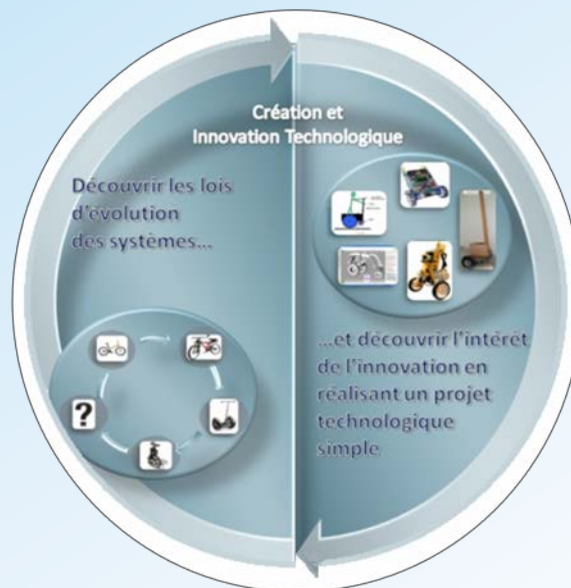 Création et
Innovation Technologique
Découvrir les lois
d'évolution
des systèmes...
...et découvrir l'intérêt
de l'innovation en
réalisant un projet
technologique
simple
?